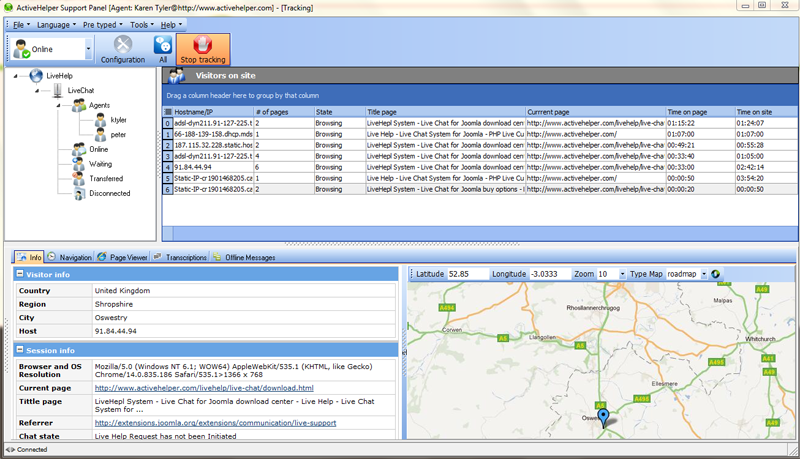 ActiveHelper Support Panel [Agent: Karen Tyler@http://www.activehelper.com] - [Tracking]
File Language Pre typed Tools Help
Online
Configuration All Stop tracking
LiveHelp
LiveChat
Agents
ktyler
peter
Online
Waiting
Transferred
Disconnected
Visitors on site
Drag a column header here to group by that column
Hostname/IP # of pages State Title page Currrent page Time on page Time on site
0 adsl-dyn211.91-127-225.t 2 Browsing LiveHepl System - Live Chat for Joomla download cen http://www.activehelper.com/livehelp/live-cha 01:15:22 01:24:07
1 66-188-139-158.dhcp.mds 1 Browsing Live Help - Live Chat System for Joomla - PHP Live Cu http://www.activehelper.com/ 01:07:00 01:07:00
2 187.115.32.228.static.hos 2 Browsing LiveHepl System - Live Chat for Joomla download cen http://www.activehelper.com/livehelp/live-cha 00:49:21 00:55:28
3 adsl-dyn211.91-127-225.t 4 Browsing LiveHepl System - Live Chat for Joomla download cen http://www.activehelper.com/livehelp/live-cha 00:33:40 01:05:00
4 91.84.44.94 6 Browsing LiveHepl System - Live Chat for Joomla download cen http://www.activehelper.com/livehelp/live-cha 00:33:00 02:42:14
5 Static-IP-cr1901468205.ca 1 Browsing Live Help - Live Chat System for Joomla - PHP Live Cu http://www.activehelper.com/ 00:00:50 03:54:20
6 Static-IP-cr1901468205.ca 2 Browsing LiveHepl System - Live Chat for Joomla buy options - l http://www.activehelper.com/livehelp/live-cha 00:00:20 00:00:50
Info Navigation Page Viewer Transcriptions Offline Messages
Visitor info
Country United Kingdom
Region Shropshire
City Oswestry
Host 91.84.44.94
Session info
Browser and OS Mozilla/5.0 (Windows NT 6.1; WOW64) AppleWebKit/535.1 (KHTML, like Gecko)
Resolution Chrome/14.0.835.186 Safari/535.1>1366 x 768
Current page http://www.activehelper.com/livehelp/live-chat/download.html
Tittle page LiveHepl System - Live Chat for Joomla download center - Live Help - Live Chat
System for ...
Referrer http://extensions.joomla.org/extensions/communication/live-support
Chat state Live Help Request has not been Initiated
Latitude 52.85 Longitude -3.0333 Zoom 10 Type Map roadmap
A49
Malpas
Rhosllannerchrugog
A5
Corwen
Llangollen
A5
Whitchurch
A49
A41
A495
Ellesmere
A495
A5
Oswe
A49
Connected